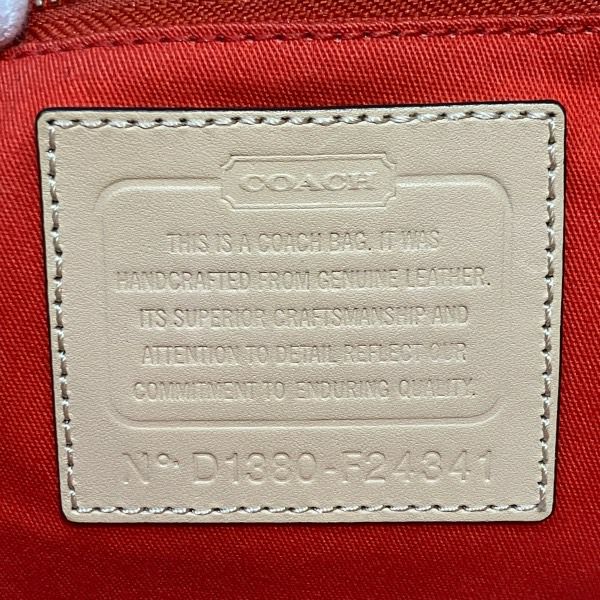 COACH
THIS IS A COACH BAG. IT WAS
HANDCRAFTED FROM GENUINE LEATHER.
ITS SUPERIOR CRAFTSMANSHIP AND
ATTENTION TO DETAIL REFLECT OUR
COMMITMENT TO ENDURING QUALITY.
Nº· D1380-F24341